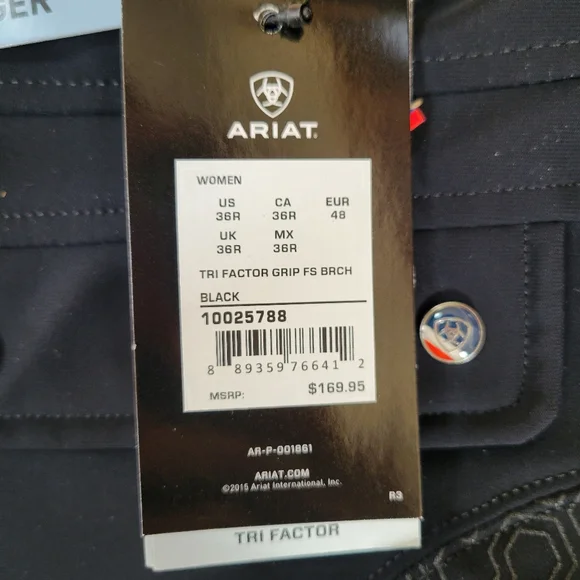 GER
ARIAT
WOMEN
US CA EUR
36R 36R 48
UK MX
36R 36R
TRI FACTOR GRIP FS BRCH
BLACK
10025788
8 89359 76641 2
MSRP: $169.95
AR-P-001861
ARIAT.COM
©2015 Ariat International, Inc.
R3
TRI FACTOR